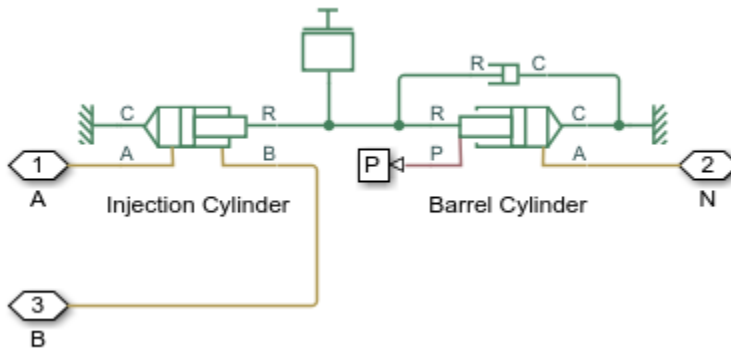 R C
C R R C
1 A B P P A 2
A Injection Cylinder Barrel Cylinder N
3
B